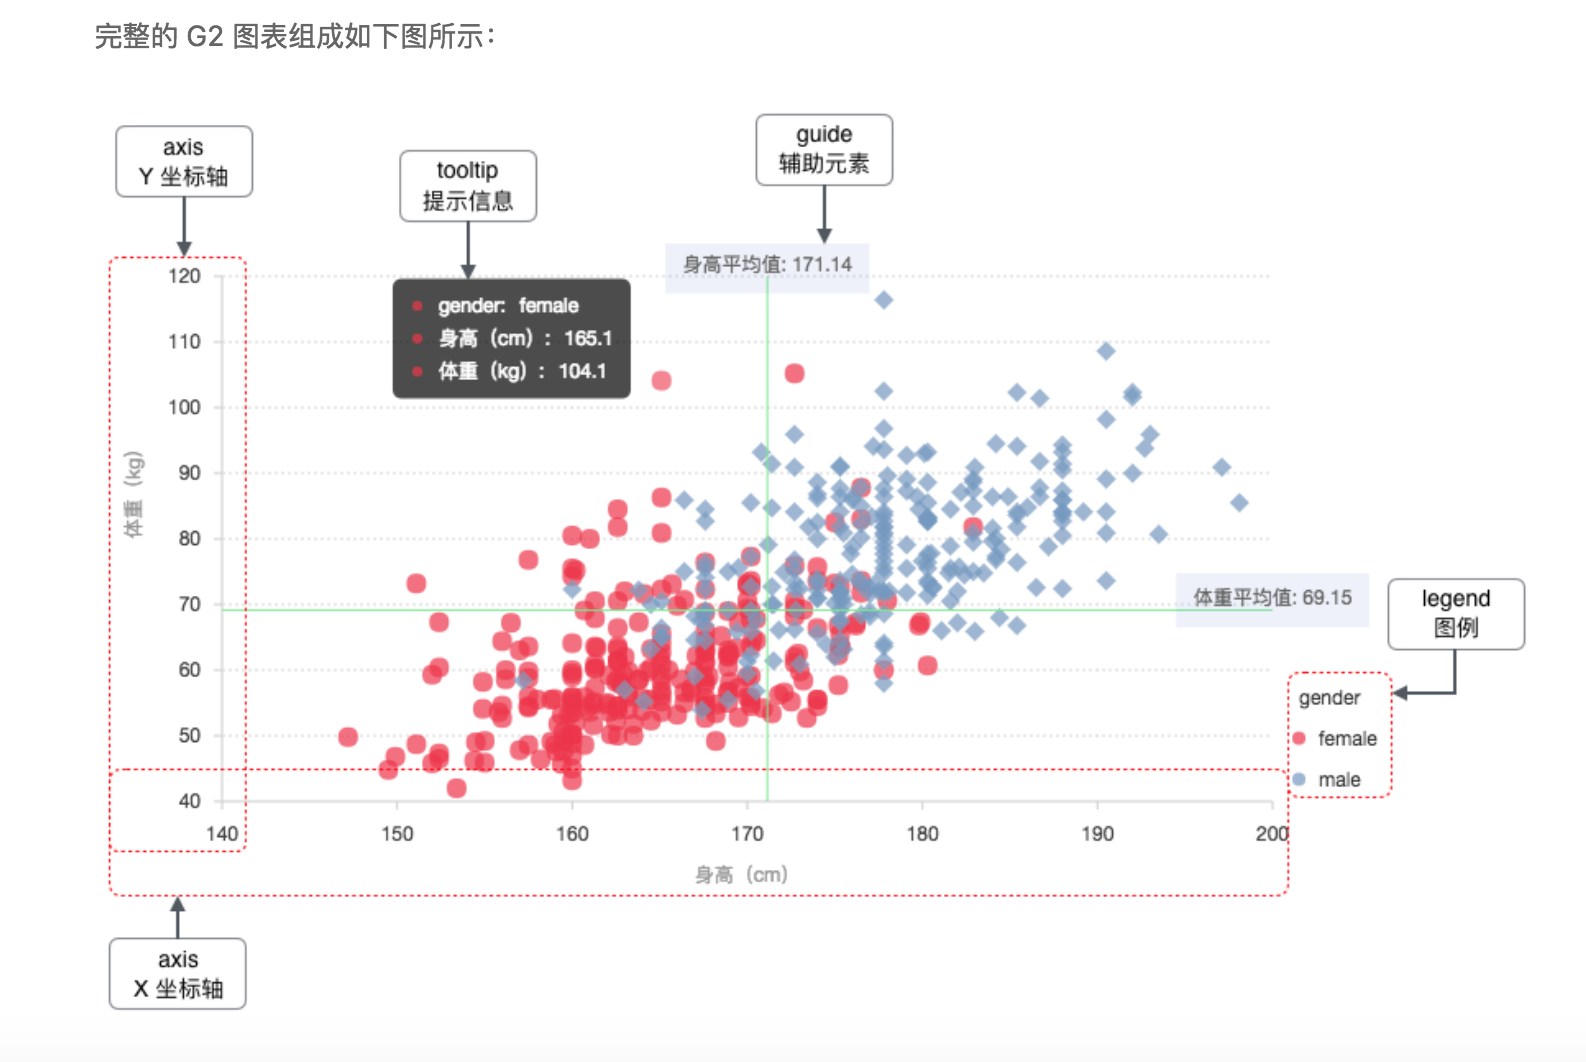 完整的 G2 图表组成如下图所示：
axis
Y 坐标轴
tooltip
提示信息
guide
辅助元素
身高平均值: 171.14
gender: female
身高（cm）: 165.1
体重（kg）: 104.1
120
110
100
90
80
70
60
50
40
体重（kg）
体重平均值: 69.15
legend
图例
gender
female
male
140
150
160
170
180
190
200
身高（cm）
axis
X 坐标轴